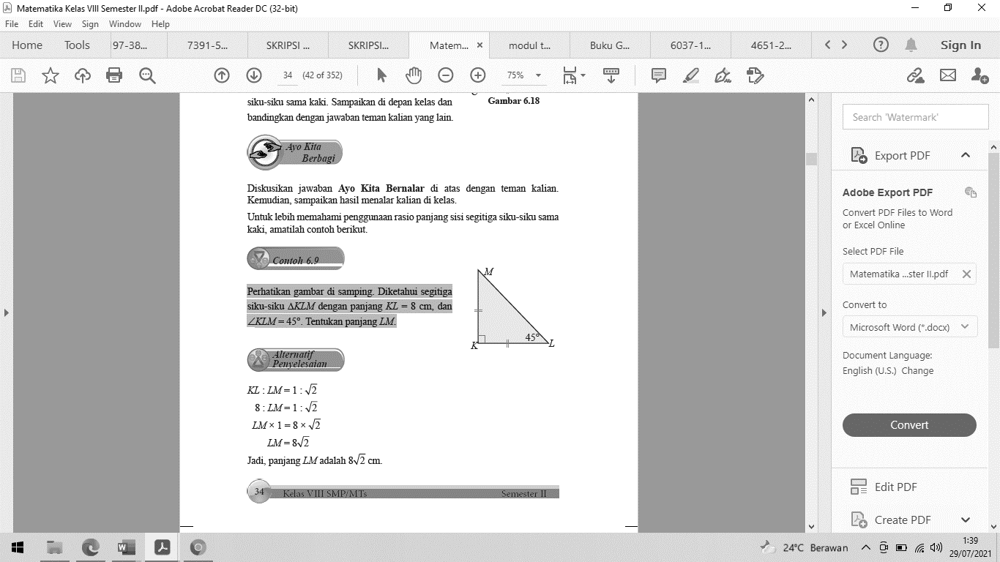 Matematika Kelas VIII Semester II.pdf - Adobe Acrobat Reader DC (32-bit)
File Edit View Sign Window Help
Home Tools 97-38... 7391-5... SKRIPSI ... SKRIPSI... Matem... × modul t... Buku G... 6037-1... 4651-2... Sign In
34 (42 of 352) 75%
siku-siku sama kaki. Sampaikan di depan kelas dan
bandingkan dengan jawaban teman kalian yang lain.
Gambar 6.18
Ayo Kita
Berbagi
Diskusikan jawaban Ayo Kita Bernalar di atas dengan teman kalian.
Kemudian, sampaikan hasil menalar kalian di kelas.
Untuk lebih memahami penggunaan rasio panjang sisi segitiga siku-siku sama
kaki, amatilah contoh berikut.
Contoh 6.9
Perhatikan gambar di samping. Diketahui segitiga
siku-siku ΔKLM dengan panjang KL = 8 cm, dan
∠KLM = 45°. Tentukan panjang LM.
M
45°
K
L
Alternatif
Penyelesaian
KL : LM = 1 : √2
8 : LM = 1 : √2
LM × 1 = 8 × √2
LM = 8√2
Jadi, panjang LM adalah 8√2 cm.
34 Kelas VIII SMP/MTs Semester II
Search 'Watermark'
Export PDF
Adobe Export PDF
Convert PDF Files to Word
or Excel Online
Select PDF File
Matematika ...ster II.pdf
Convert to
Microsoft Word (*.docx)
Document Language:
English (U.S.) Change
Convert
Edit PDF
Create PDF
24°C Berawan
1:39
29/07/2021